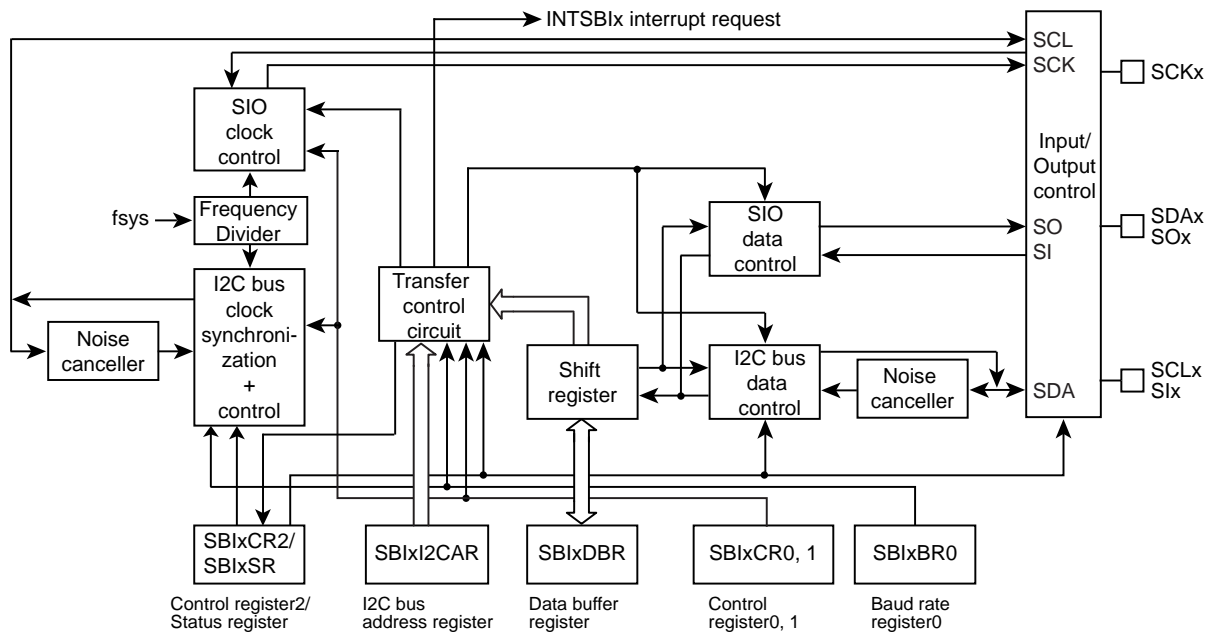 INTSBIx interrupt request
SCL
SCK
SCKx
SIO
clock
control
Input/
Output
control
fsys
Frequency
Divider
SIO
data
control
SO
SI
SDAx
SOx
I2C bus
clock
synchroni-
zation
+
control
Transfer
control
circuit
Noise
canceller
Shift
register
I2C bus
data
control
Noise
canceller
SDA
SCLx
SIx
SBIxCR2/
SBIxSR
SBIxI2CAR
SBIxDBR
SBIxCR0, 1
SBIxBR0
Control register2/
Status register
I2C bus
address register
Data buffer
register
Control
register0, 1
Baud rate
register0